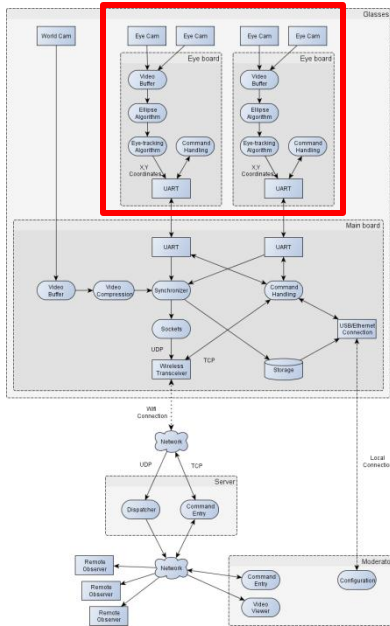 Glasses
World Cam
Eye Cam
Eye Cam
Eye Cam
Eye Cam
Eye board
Eye board
Video
Buffer
Video
Buffer
Ellipse
Algorithm
Ellipse
Algorithm
Eye-tracking
Algorithm
Command
Handling
Eye-tracking
Algorithm
Command
Handling
X,Y
Coordinates
X,Y
Coordinates
UART
UART
Main board
UART
UART
Video
Buffer
Video
Compression
Synchronizer
Command
Handling
Sockets
USB/Ethernet
Connection
UDP
TCP
Wireless
Transceiver
Storage
Wifi
Connection
Network
Local
Connection
UDP
TCP
Server
Dispatcher
Command
Entry
Moderator
Remote
Observer
Network
Command
Entry
Configuration
Remote
Observer
Video
Viewer
Remote
Observer